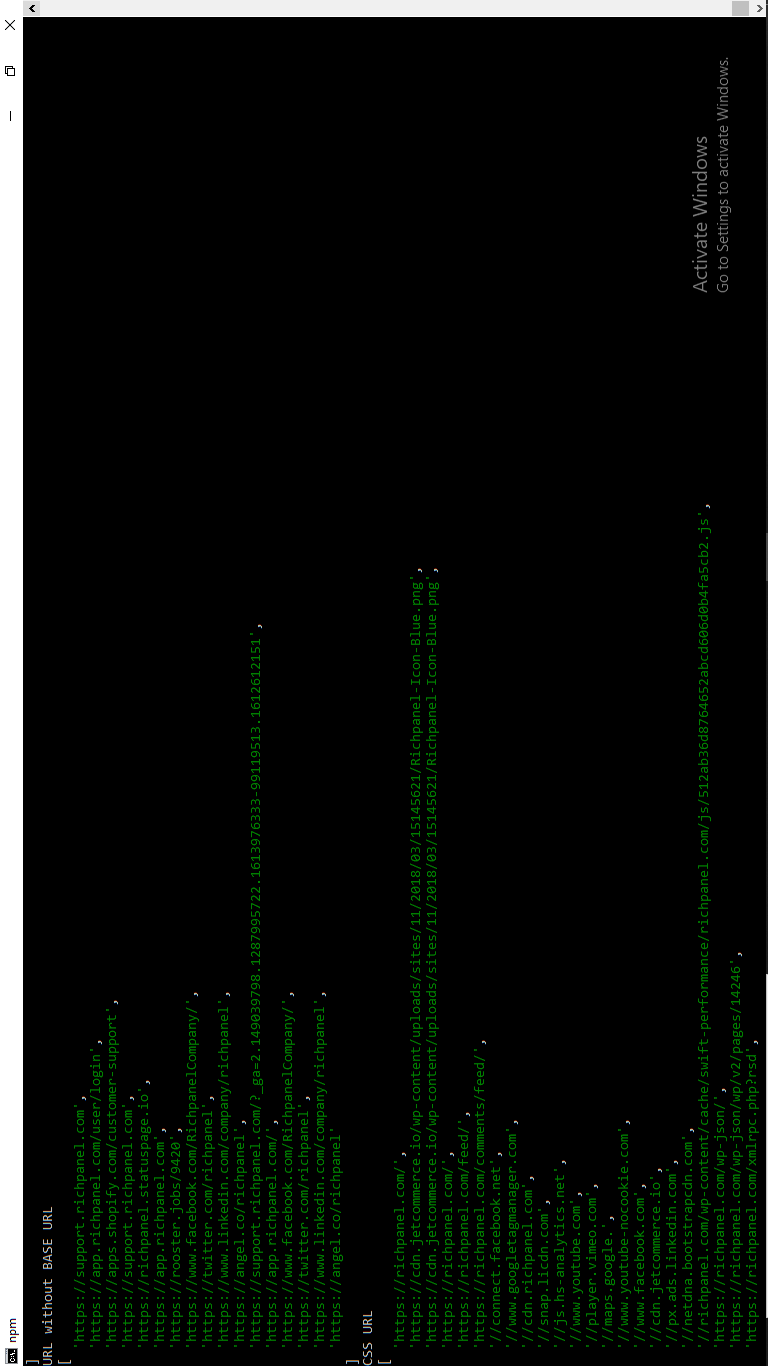 npm
]
URL without BASE URL
[
'https://support.richpanel.com',
'https://app.richpanel.com/user/login',
'https://apps.shopify.com/customer-support',
'https://support.richpanel.com',
'https://richpanel.statuspage.io',
'https://app.richpanel.com',
'https://rooster.jobs/9420',
'https://www.facebook.com/RichpanelCompany/',
'https://twitter.com/richpanel',
'https://www.linkedin.com/company/richpanel',
'https://angel.co/richpanel',
'https://support.richpanel.com/?_ga=2.149039798.1287995722.1613976333-99119513.1612612151',
'https://app.richpanel.com/',
'https://www.facebook.com/RichpanelCompany/',
'https://twitter.com/richpanel',
'https://www.linkedin.com/company/richpanel',
'https://angel.co/richpanel'
]
CSS URL
[
'https://richpanel.com/',
'https://cdn.jetcommerce.io/wp-content/uploads/sites/11/2018/03/15145621/Richpanel-Icon-Blue.png',
'https://cdn.jetcommerce.io/wp-content/uploads/sites/11/2018/03/15145621/Richpanel-Icon-Blue.png',
'https://richpanel.com/',
'https://richpanel.com/feed/',
'https://richpanel.com/comments/feed/',
'//connect.facebook.net',
'//www.googletagmanager.com',
'//cdn.richpanel.com',
'//snap.licdn.com',
'//js.hs-analytics.net',
'//www.youtube.com',
'//player.vimeo.com',
'//maps.google.',
'//www.youtube-nocookie.com',
'//www.facebook.com',
'//cdn.jetcommerce.io',
'//px.ads.linkedin.com',
'//netdna.bootstrapcdn.com',
'//richpanel.com/wp-content/cache/swift-performance/richpanel.com/js/512ab36d8764652abcd606d0b4fa5cb2.js',
'https://richpanel.com/wp-json/',
'https://richpanel.com/wp-json/wp/v2/pages/14246',
'https://richpanel.com/xmlrpc.php?rsd',
Activate Windows
Go to Settings to activate Windows.